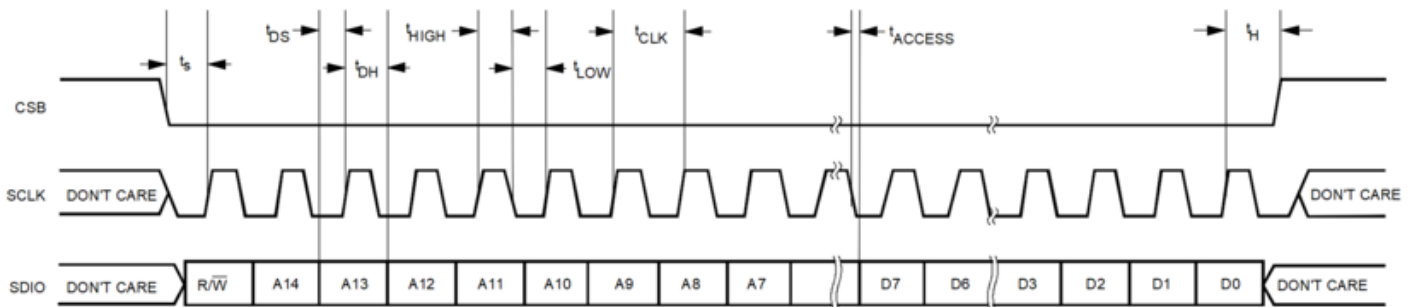 tDS tHIGH tCLK tACCESS tH
tS tDH tLOW
CSB
SCLK DON'T CARE DON'T CARE
SDIO DON'T CARE R/W̅ A14 A13 A12 A11 A10 A9 A8 A7 D7 D6 D3 D2 D1 D0 DON'T CARE